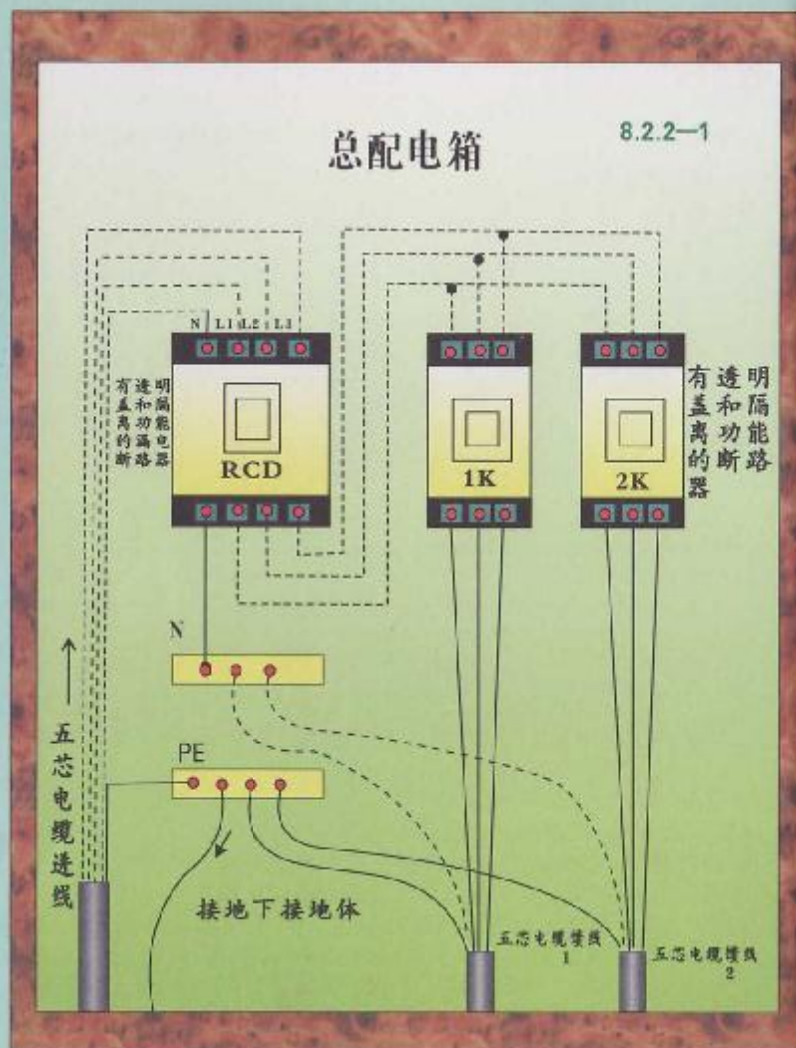 8.2.2—1
总配电箱
N L1 L2 L3
有盖离的断
透和功漏路
明隔能电器
RCD
1K
2K
有盖离的器
透和功断
明隔能路
N
PE
五芯电缆进线
接地下接地体
五芯电缆馈线
1
五芯电缆馈线
2